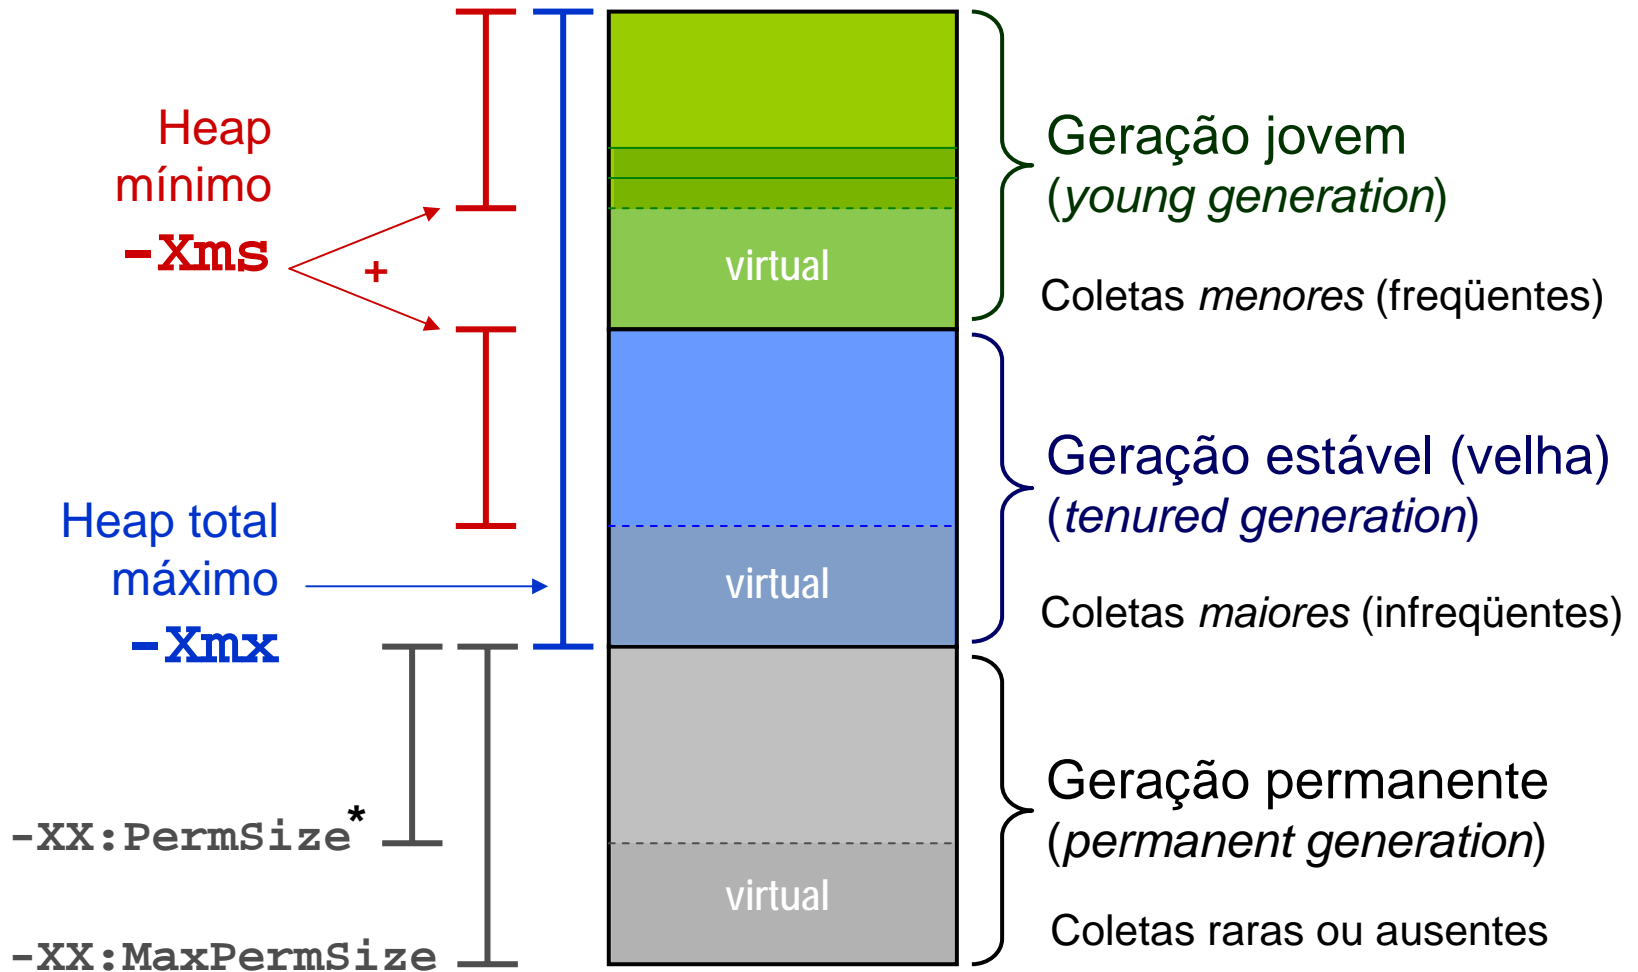 Heap
mínimo
-Xms
+
Heap total
máximo
-Xmx
-XX:PermSize*
-XX:MaxPermSize
virtual
virtual
virtual
Geração jovem
(young generation)
Coletas menores (freqüentes)
Geração estável (velha)
(tenured generation)
Coletas maiores (infreqüentes)
Geração permanente
(permanent generation)
Coletas raras ou ausentes